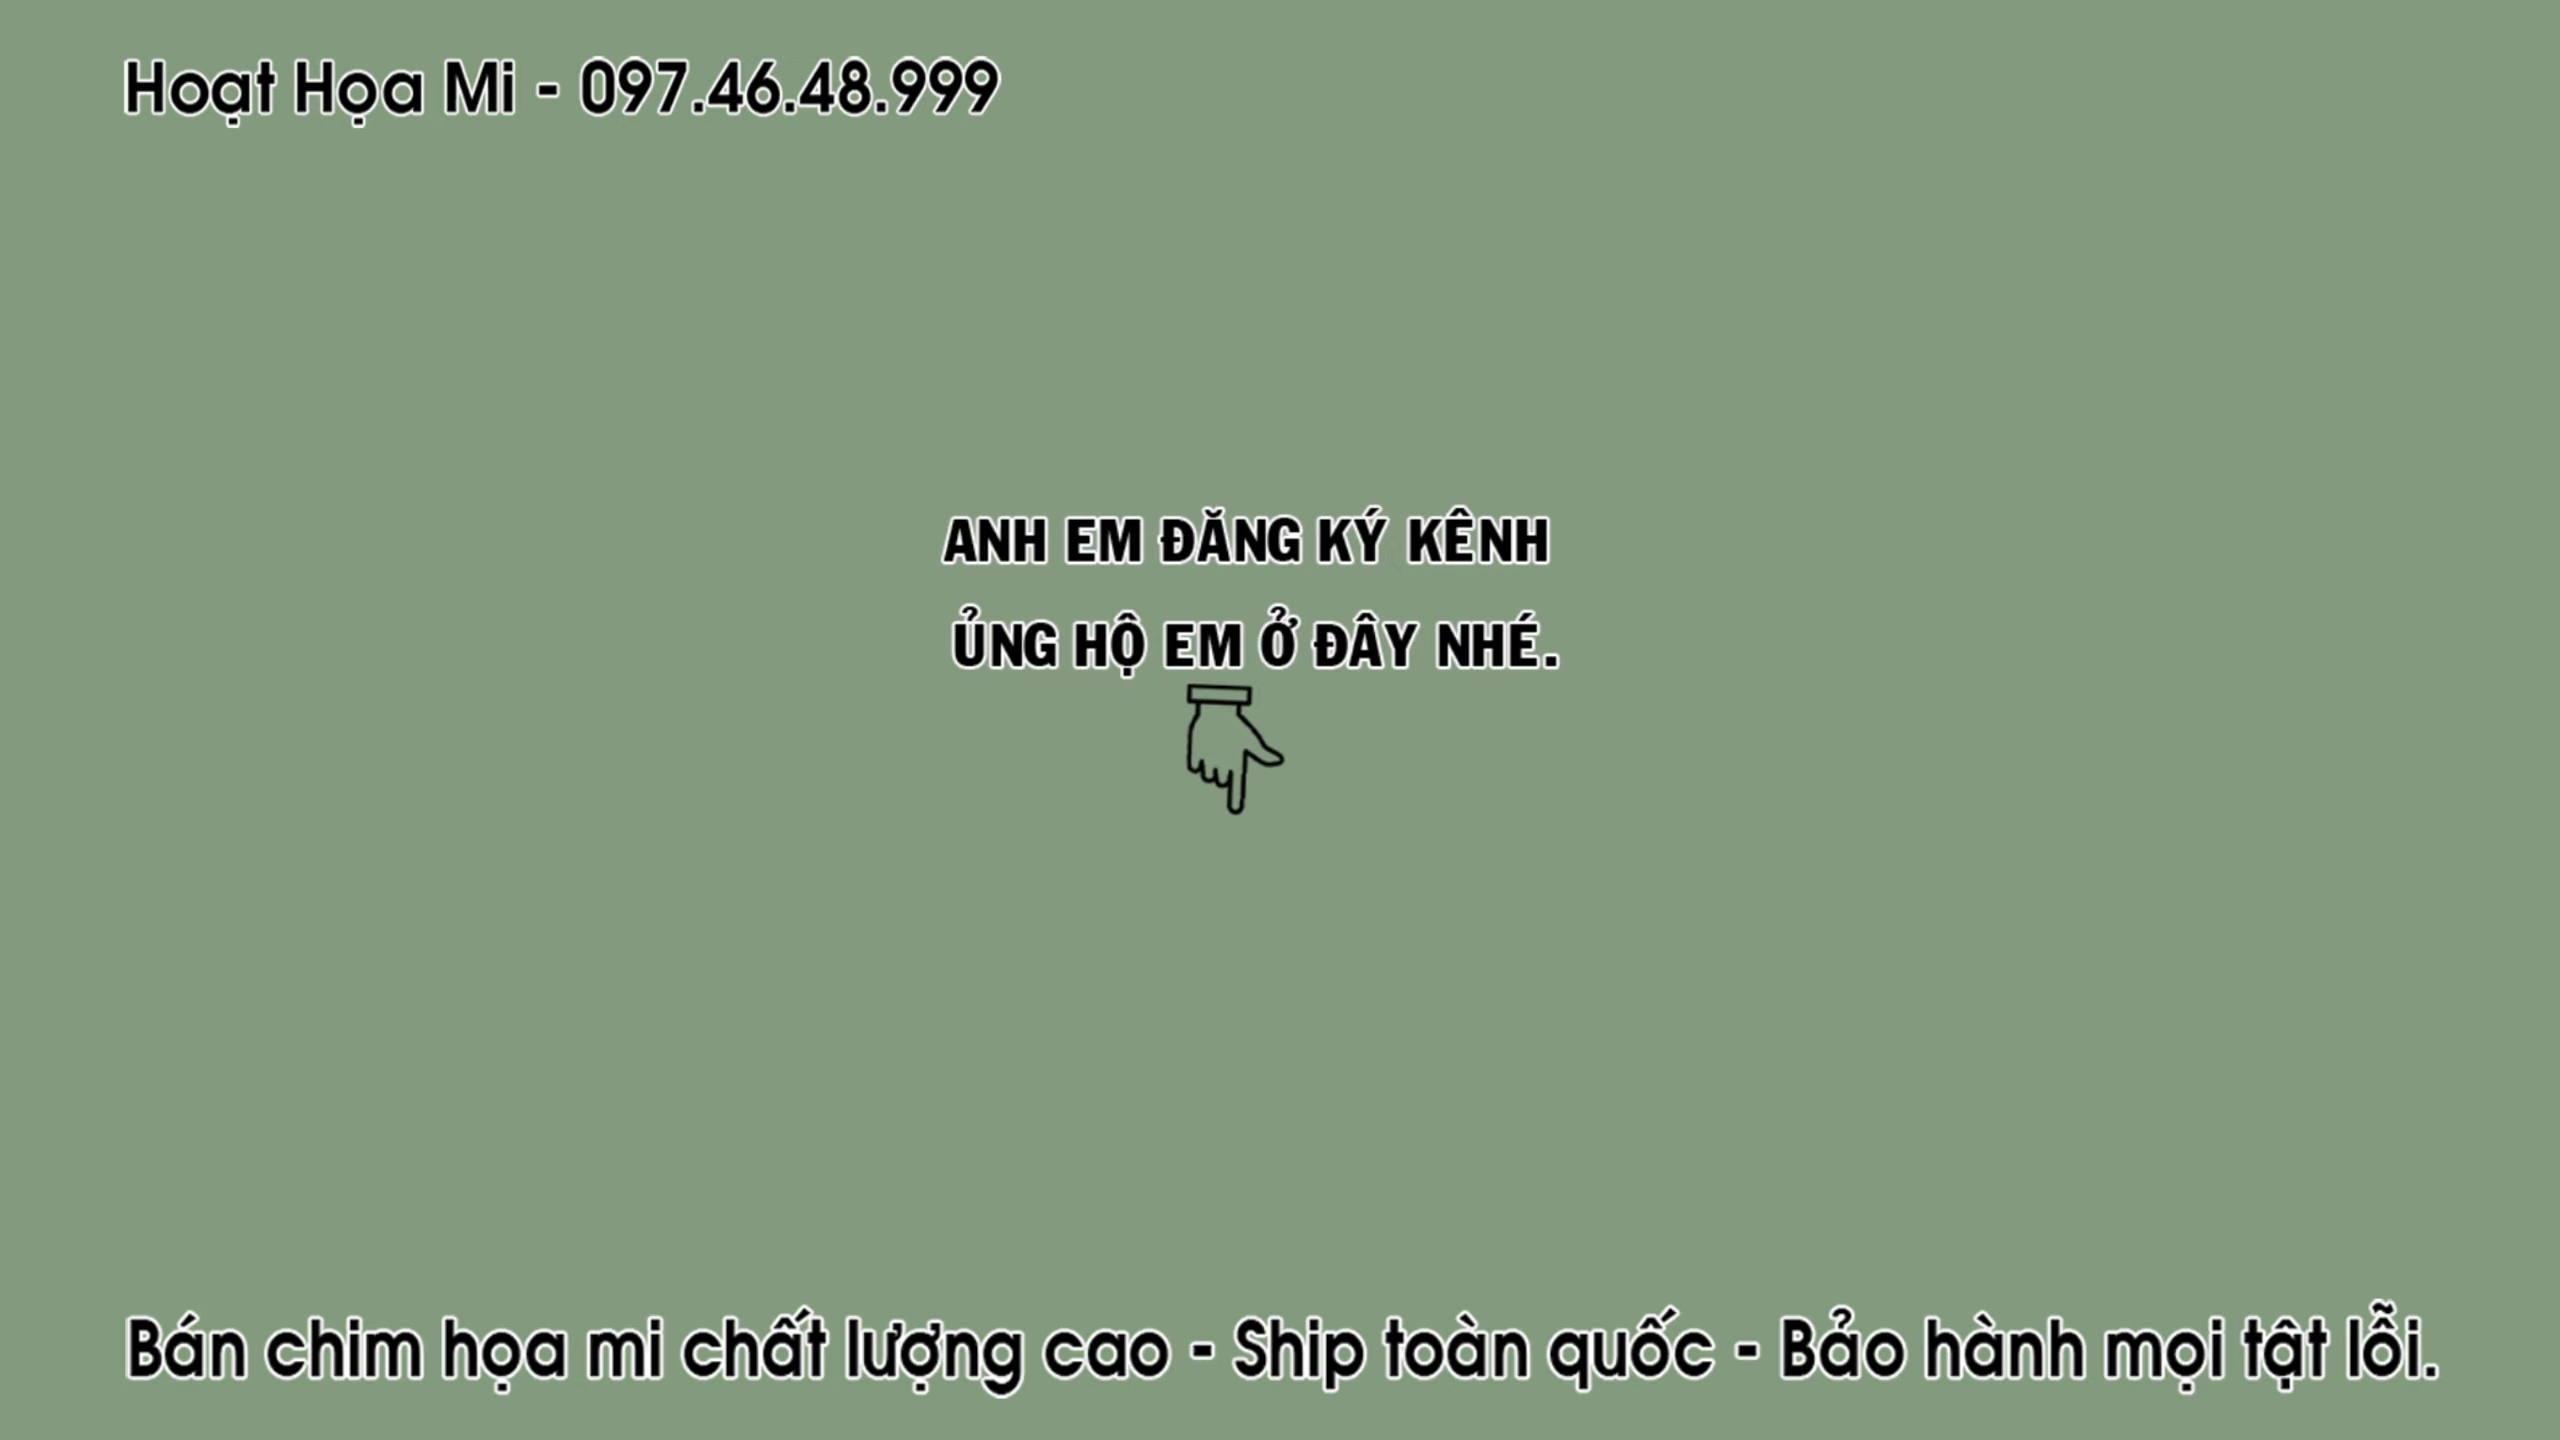 Hoạt Họa Mi - 097.46.48.999
ANH EM ĐĂNG KÝ KÊNH
ỦNG HỘ EM Ở ĐÂY NHÉ.
Bán chim họa mi chất lượng cao - Ship toàn quốc - Bảo hành mọi tật lỗi.